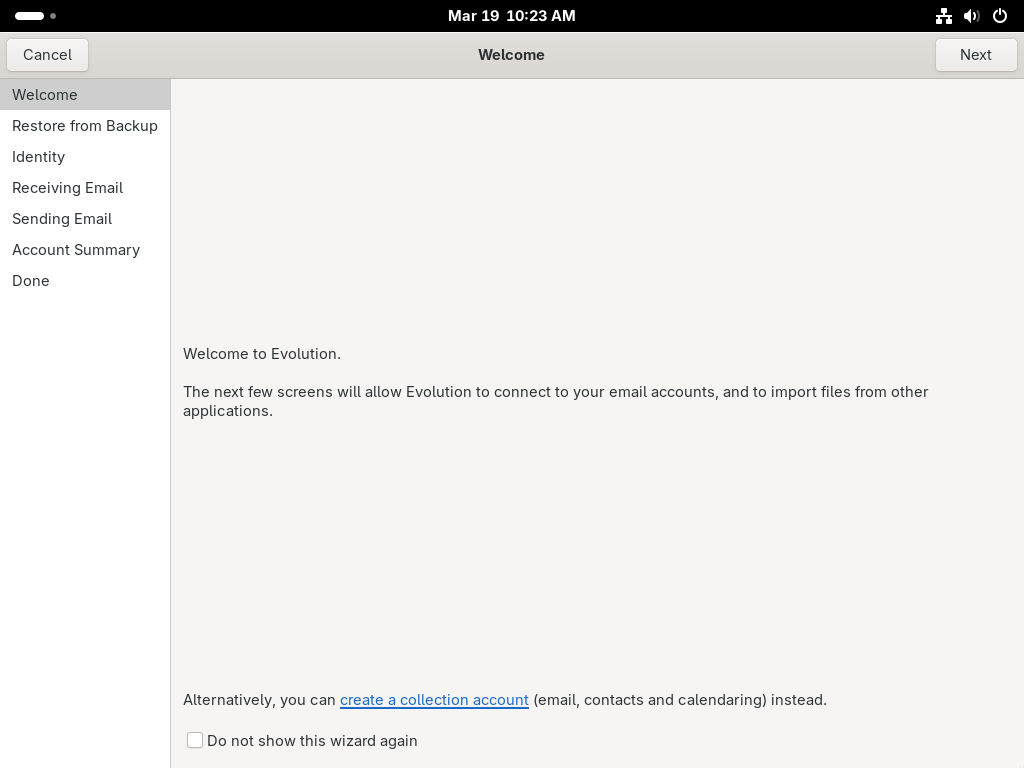 Mar 19 10:23 AM
Cancel
Welcome
Next
Welcome
Restore from Backup
Identity
Receiving Email
Sending Email
Account Summary
Done
Welcome to Evolution.
The next few screens will allow Evolution to connect to your email accounts, and to import files from other
applications.
Alternatively, you can create a collection account (email, contacts and calendaring) instead.
Do not show this wizard again